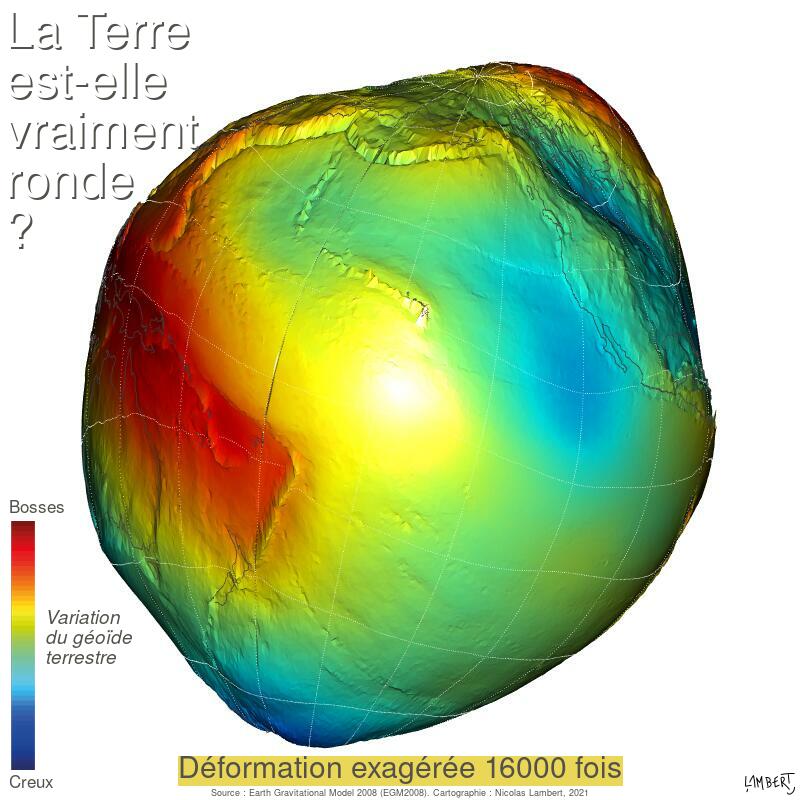 La Terre
est-elle
vraiment
ronde
?
Bosses
Variation
du géoïde
terrestre
Creux
Déformation exagérée 16000 fois
Source : Earth Gravitational Model 2008 (EGM2008). Cartographie : Nicolas Lambert, 2021
LAMBERT